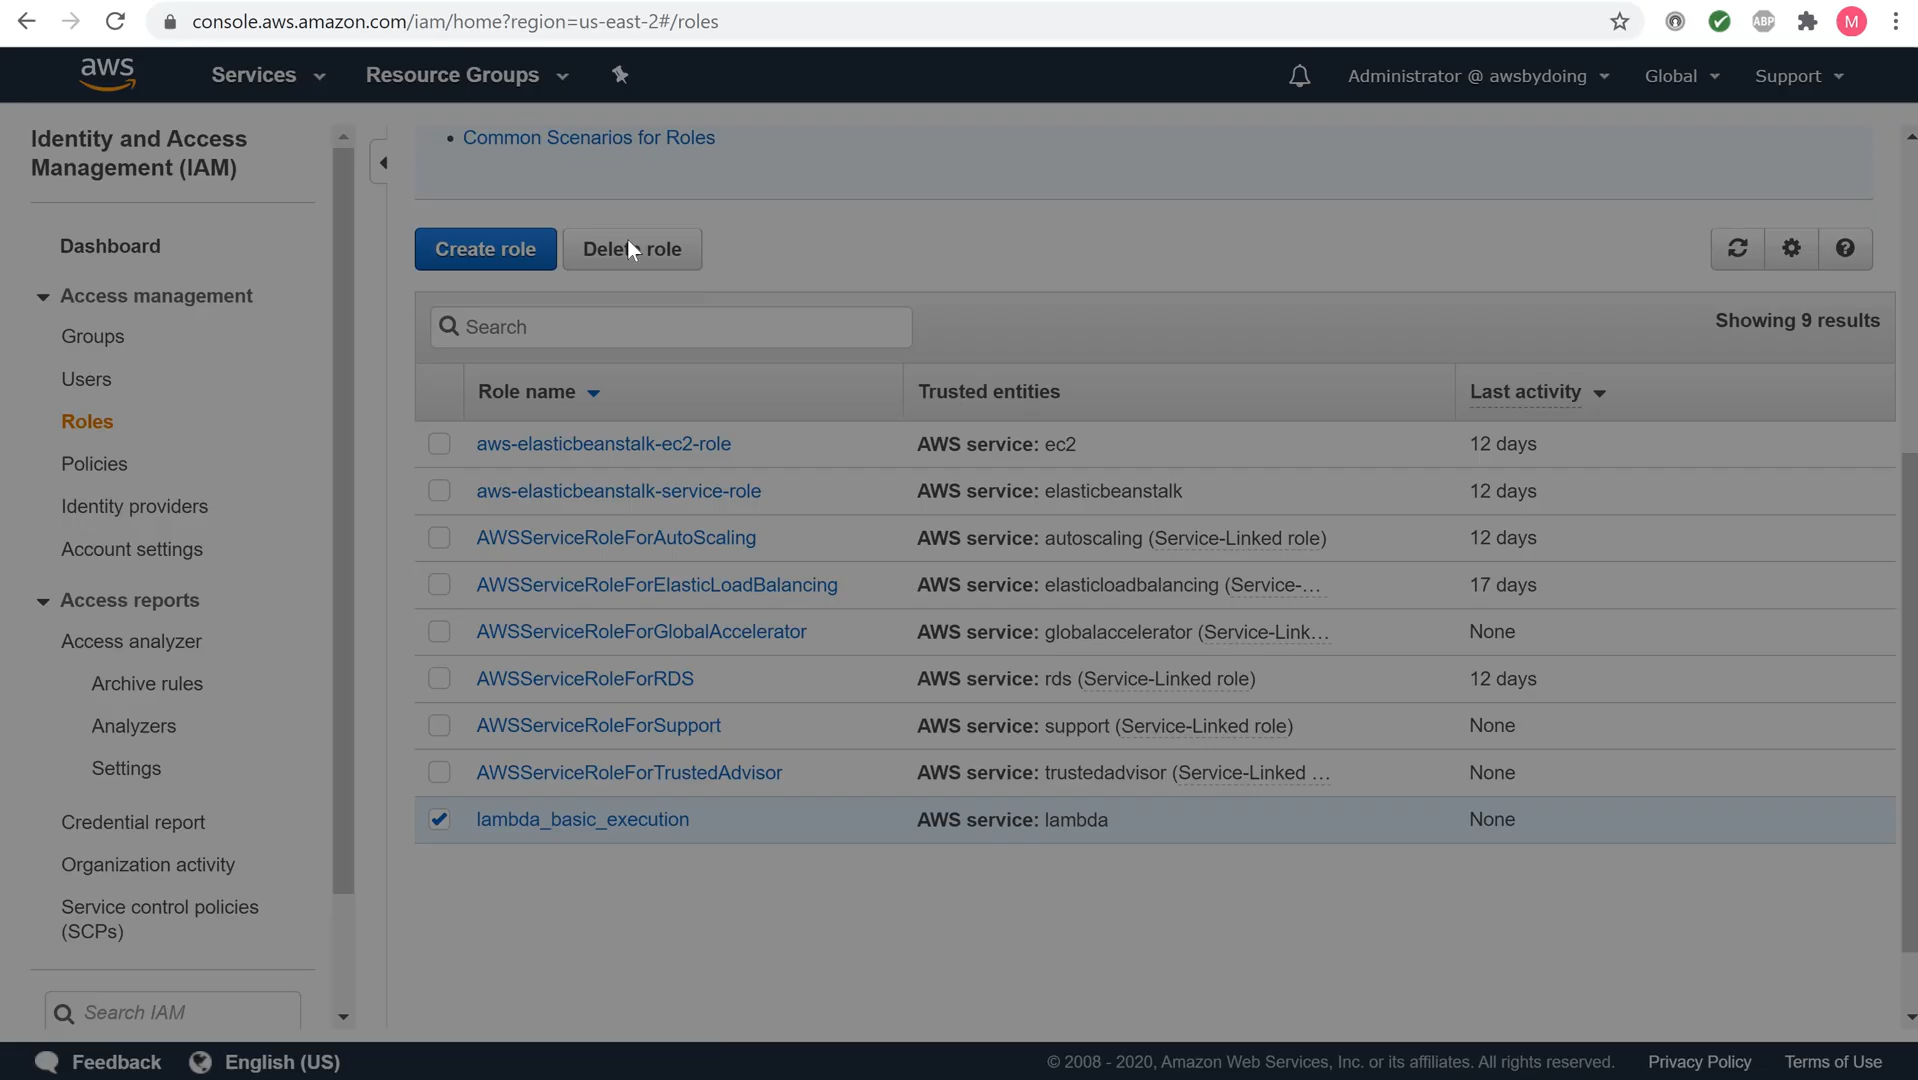 console.aws.amazon.com/iam/home?region=us-east-2#/roles
ABP
M
aws
Services
Resource Groups
Administrator @ awsbydoing
Global
Support
Identity and Access
Management (IAM)
Dashboard
Access management
Groups
Users
Roles
Policies
Identity providers
Account settings
Access reports
Access analyzer
Archive rules
Analyzers
Settings
Credential report
Organization activity
Service control policies
(SCPs)
Search IAM
• Common Scenarios for Roles
Create role
Delete role
Search
Showing 9 results
Role name Trusted entities Last activity
aws-elasticbeanstalk-ec2-role AWS service: ec2 12 days
aws-elasticbeanstalk-service-role AWS service: elasticbeanstalk 12 days
AWSServiceRoleForAutoScaling AWS service: autoscaling (Service-Linked role) 12 days
AWSServiceRoleForElasticLoadBalancing AWS service: elasticloadbalancing (Service-... 17 days
AWSServiceRoleForGlobalAccelerator AWS service: globalaccelerator (Service-Link... None
AWSServiceRoleForRDS AWS service: rds (Service-Linked role) 12 days
AWSServiceRoleForSupport AWS service: support (Service-Linked role) None
AWSServiceRoleForTrustedAdvisor AWS service: trustedadvisor (Service-Linked ... None
lambda_basic_execution AWS service: lambda None
Feedback
English (US)
© 2008 - 2020, Amazon Web Services, Inc. or its affiliates. All rights reserved.
Privacy Policy
Terms of Use